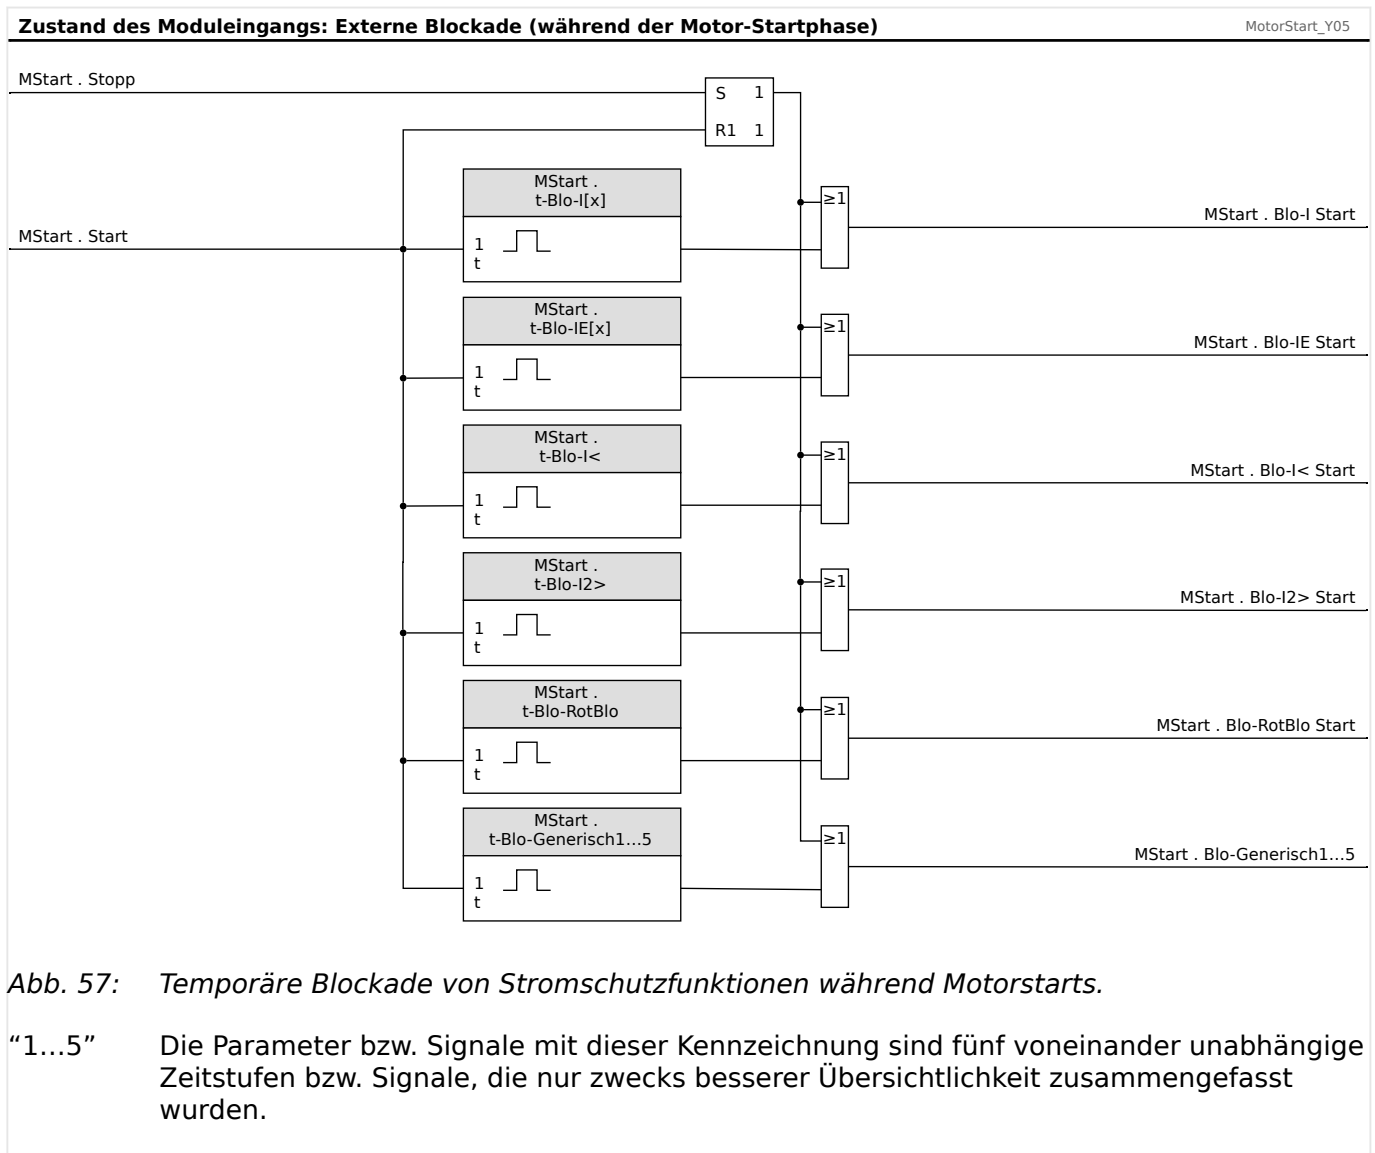 Zustand des Moduleingangs: Externe Blockade (während der Motor-Startphase)
MotorStart_Y05
MStart . Stopp
S 1
R1 1
MStart .
t-Blo-I[x]
≥1
MStart . Blo-I Start
MStart . Start
1
t
MStart .
t-Blo-IE[x]
≥1
MStart . Blo-IE Start
1
t
MStart .
t-Blo-I<
≥1
MStart . Blo-I< Start
1
t
MStart .
t-Blo-I2>
≥1
MStart . Blo-I2> Start
1
t
MStart .
t-Blo-RotBlo
≥1
MStart . Blo-RotBlo Start
1
t
MStart .
t-Blo-Generisch1…5
≥1
MStart . Blo-Generisch1…5
1
t
Abb. 57: Temporäre Blockade von Stromschutzfunktionen während Motorstarts.
“1…5” Die Parameter bzw. Signale mit dieser Kennzeichnung sind fünf voneinander unabhängige
Zeitstufen bzw. Signale, die nur zwecks besserer Übersichtlichkeit zusammengefasst
wurden.